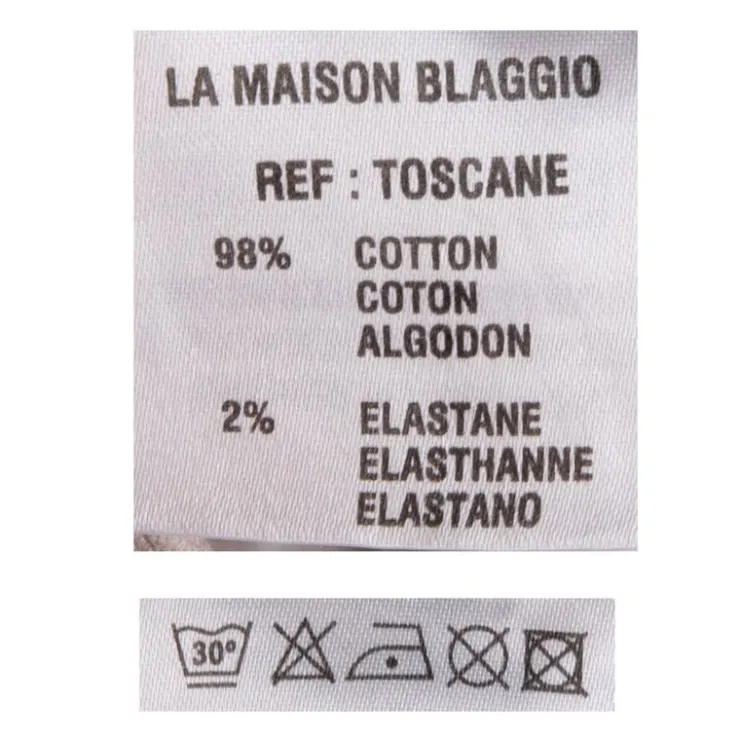 LA MAISON BLAGGIO
REF : TOSCANE
98% COTTON
COTON
ALGODON
2% ELASTANE
ELASTHANNE
ELASTANO
30°